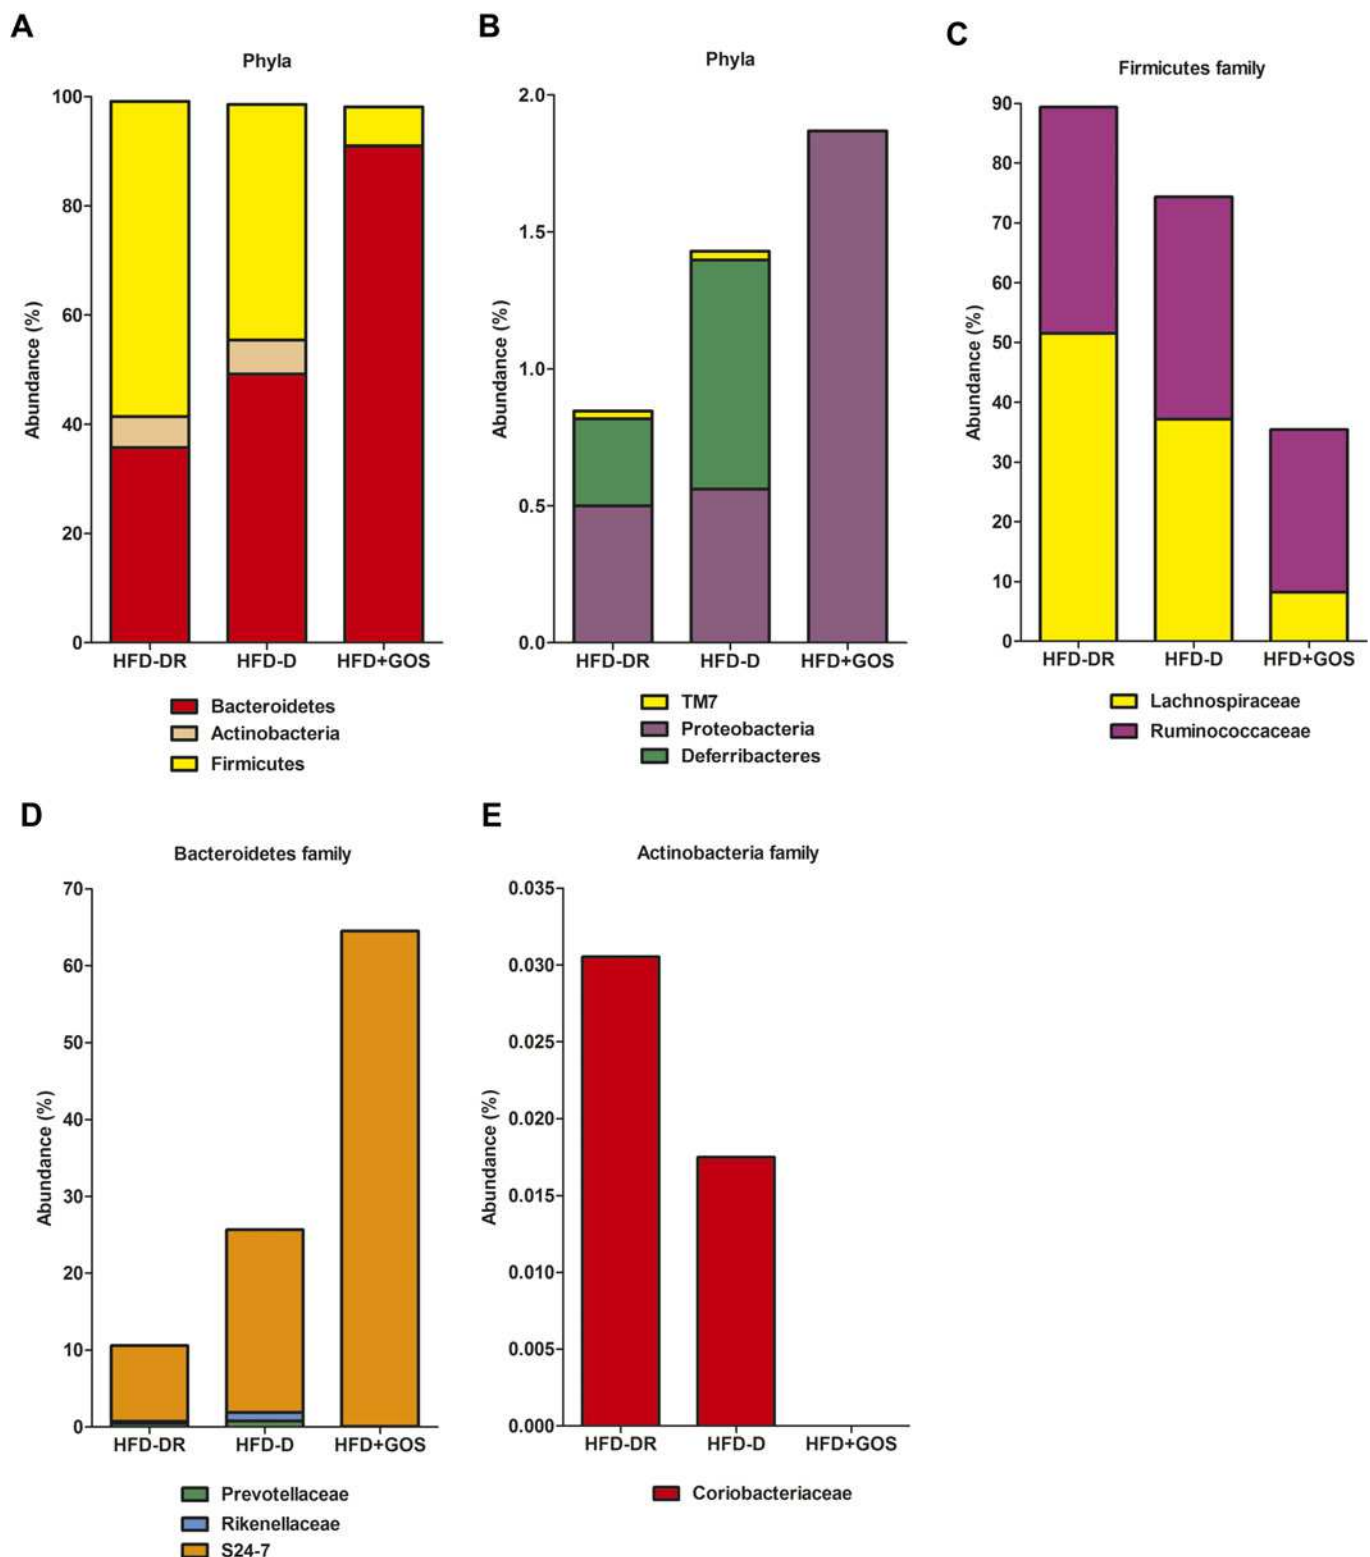 A
Phyla
Abundance (%)
100
80
60
40
20
0
HFD-DR HFD-D HFD+GOS
Bacteroidetes
Actinobacteria
Firmicutes
B
Phyla
Abundance (%)
2.0
1.5
1.0
0.5
0.0
HFD-DR HFD-D HFD+GOS
TM7
Proteobacteria
Deferribacteres
C
Firmicutes family
Abundance (%)
90
80
70
60
50
40
30
20
10
0
HFD-DR HFD-D HFD+GOS
Lachnospiraceae
Ruminococcaceae
D
Bacteroidetes family
Abundance (%)
70
60
50
40
30
20
10
0
HFD-DR HFD-D HFD+GOS
Prevotellaceae
Rikenellaceae
S24-7
E
Actinobacteria family
Abundance (%)
0.035
0.030
0.025
0.020
0.015
0.010
0.005
0.000
HFD-DR HFD-D HFD+GOS
Coriobacteriaceae